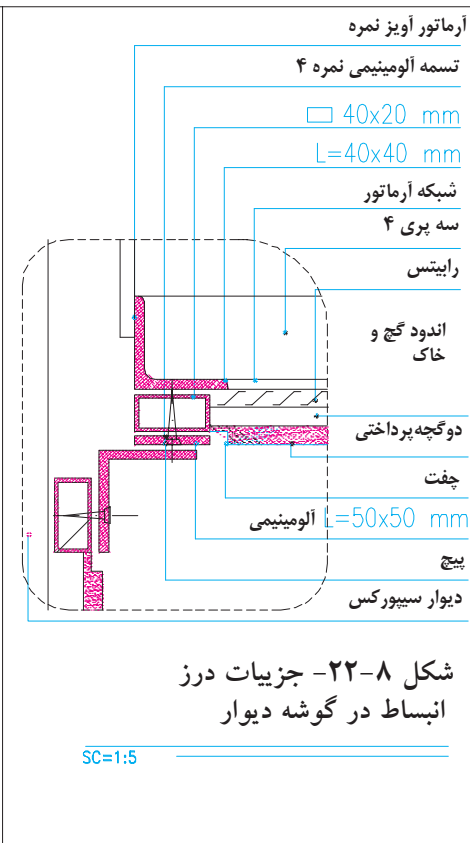 آرماتور آویز نمره
تسمه آلومینیمی نمره ۴
40x20 mm
L=40x40 mm
شبکه آرماتور
سه پری ۴
رابیتس
اندود گچ و
خاک
دوگچه‌پرداختی
چفت
L=50x50 mm آلومینیمی
پیچ
دیوار سیپورکس
شکل ۸-۲۲- جزییات درز
انبساط در گوشه دیوار
SC=1:5